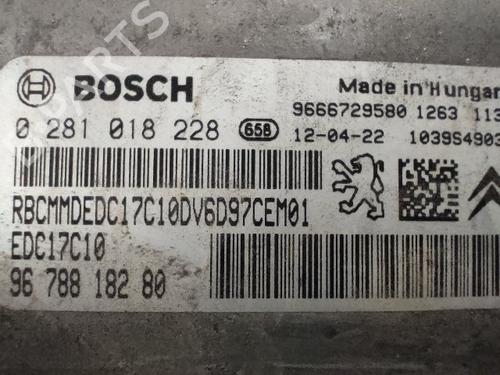 BOSCH
Made in Hungar
9666729580 1263 113
0 281 018 228 658 12-04-22 1039S4903
RBCMMDEDC17C10DV6D97CEM01
EDC17C10
96 788 182 80